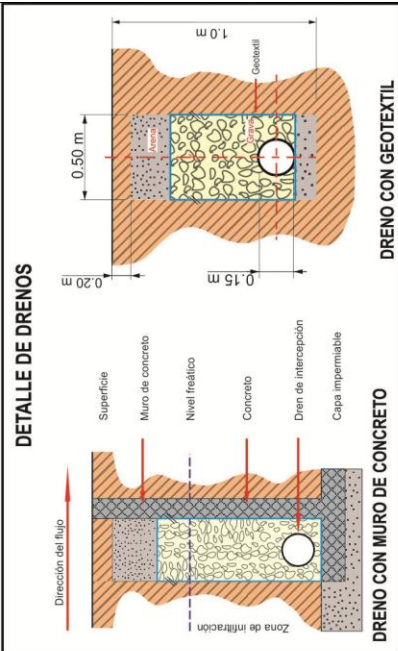 DETALLE DE DRENOS
Dirección del flujo
Superficie
Muro de concreto
Nivel freático
Concreto
Dren de intercepción
Capa impermiable
Zona de infiltración
DRENO CON MURO DE CONCRETO
0.20 m
0.50 m
0.15 m
1.0 m
Arena
Grava
Geotextil
DRENO CON GEOTEXTIL